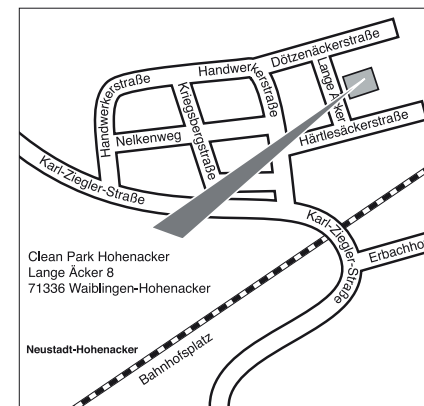 Dötzenäckerstraße
Handwerkerstraße
Lange Äcker
Handwerkerstraße
Kriegsbergstraße
Nelkenweg
Härtlesäckerstraße
Karl-Ziegler-Straße
Karl-Ziegler-Straße
Erbachho
Clean Park Hohenacker
Lange Äcker 8
71336 Waiblingen-Hohenacker
Neustadt-Hohenacker
Bahnhofsplatz